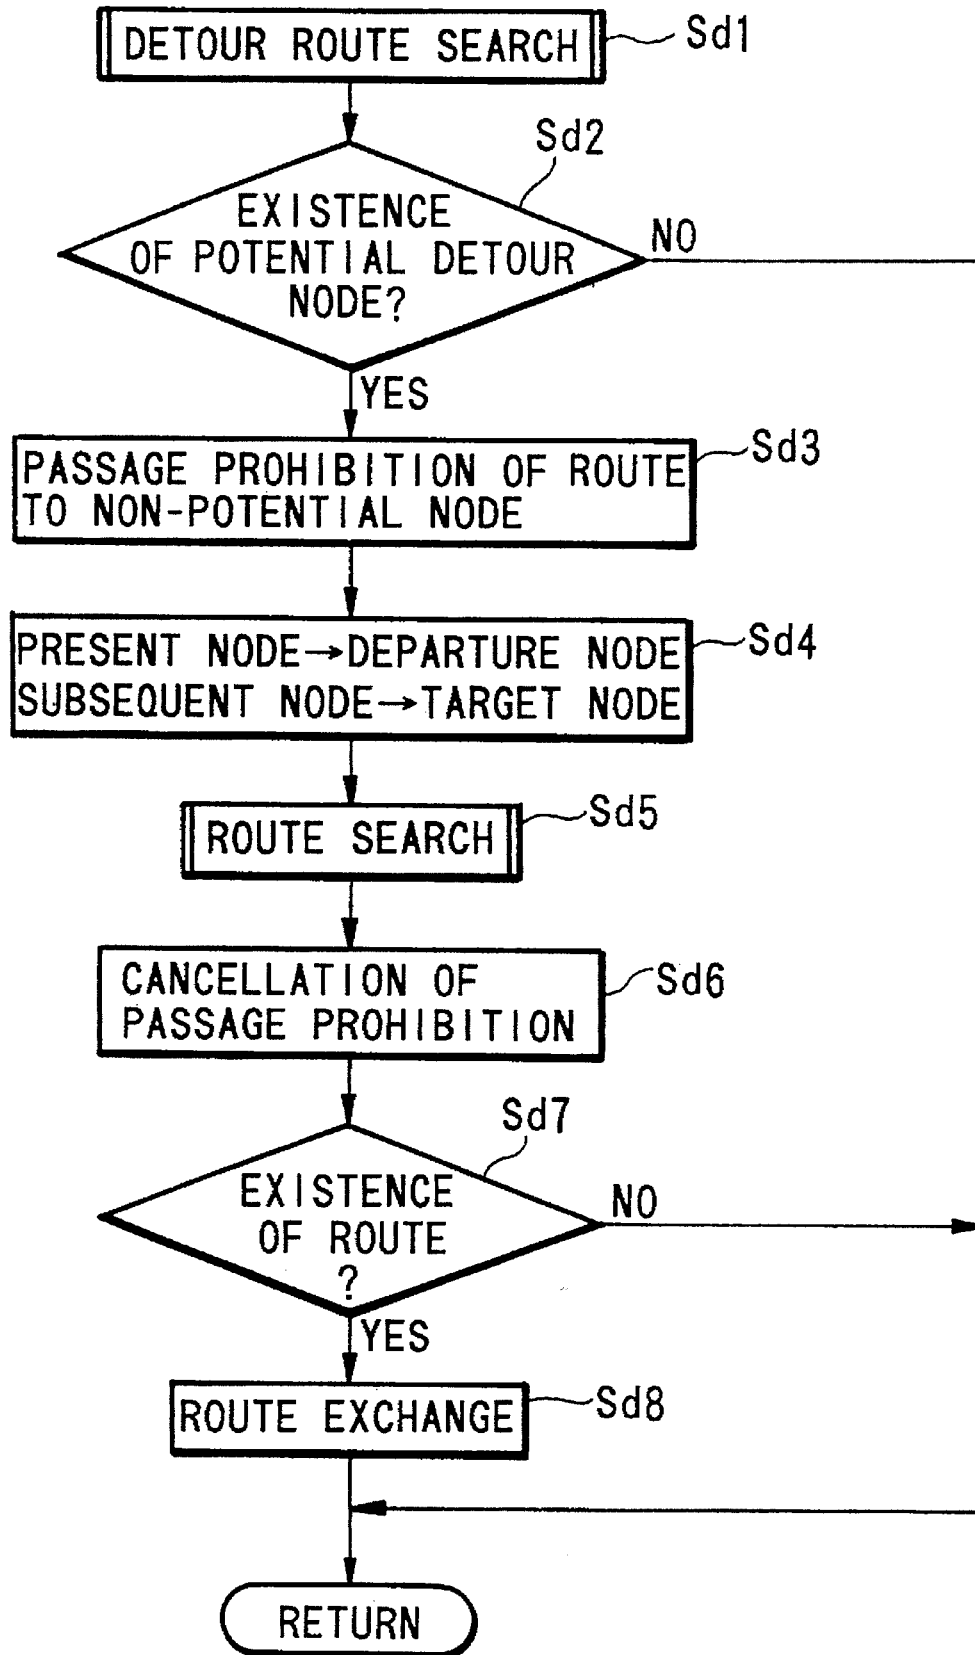 DETOUR ROUTE SEARCH
Sd1
Sd2
EXISTENCE
OF POTENTIAL DETOUR
NODE?
NO
YES
Sd3
PASSAGE PROHIBITION OF ROUTE
TO NON-POTENTIAL NODE
Sd4
PRESENT NODE→DEPARTURE NODE
SUBSEQUENT NODE→TARGET NODE
Sd5
ROUTE SEARCH
Sd6
CANCELLATION OF
PASSAGE PROHIBITION
Sd7
EXISTENCE
OF ROUTE
?
NO
YES
Sd8
ROUTE EXCHANGE
RETURN